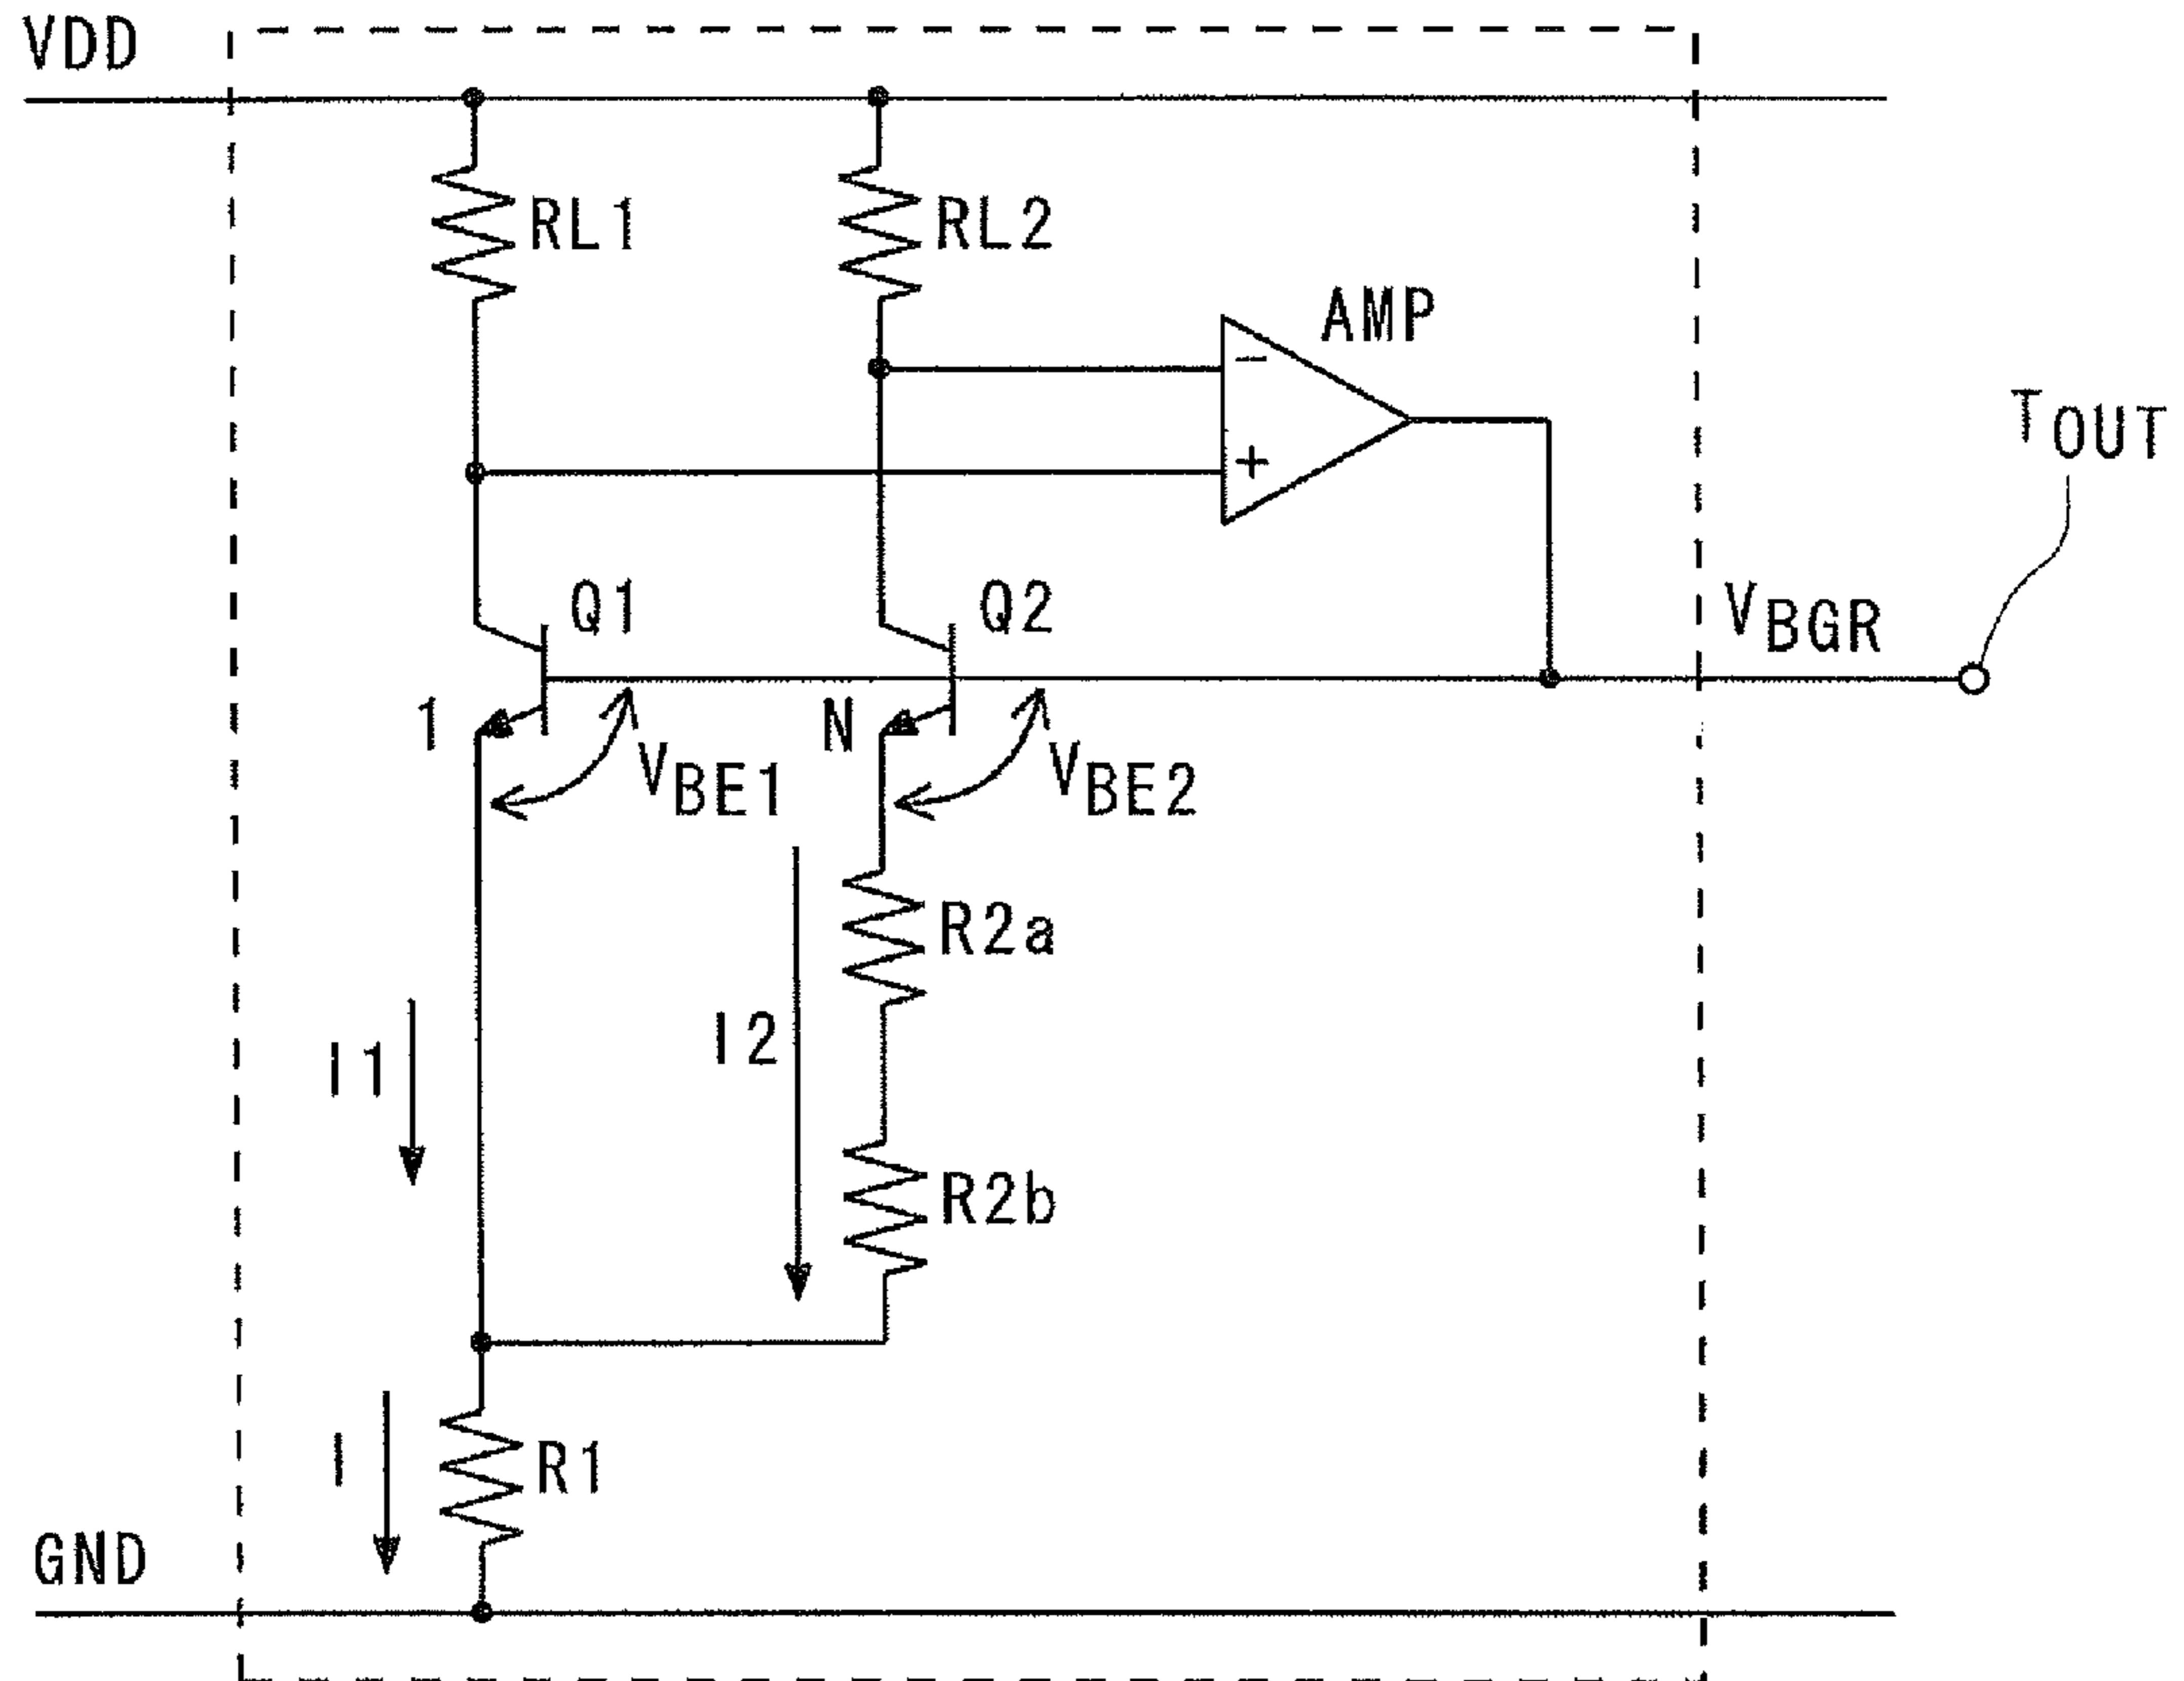 VDD
RL1
RL2
AMP
−
+
TOUT
Q1
Q2
VBGR
1
N
VBE1
VBE2
R2a
I1
I2
R2b
I
R1
GND